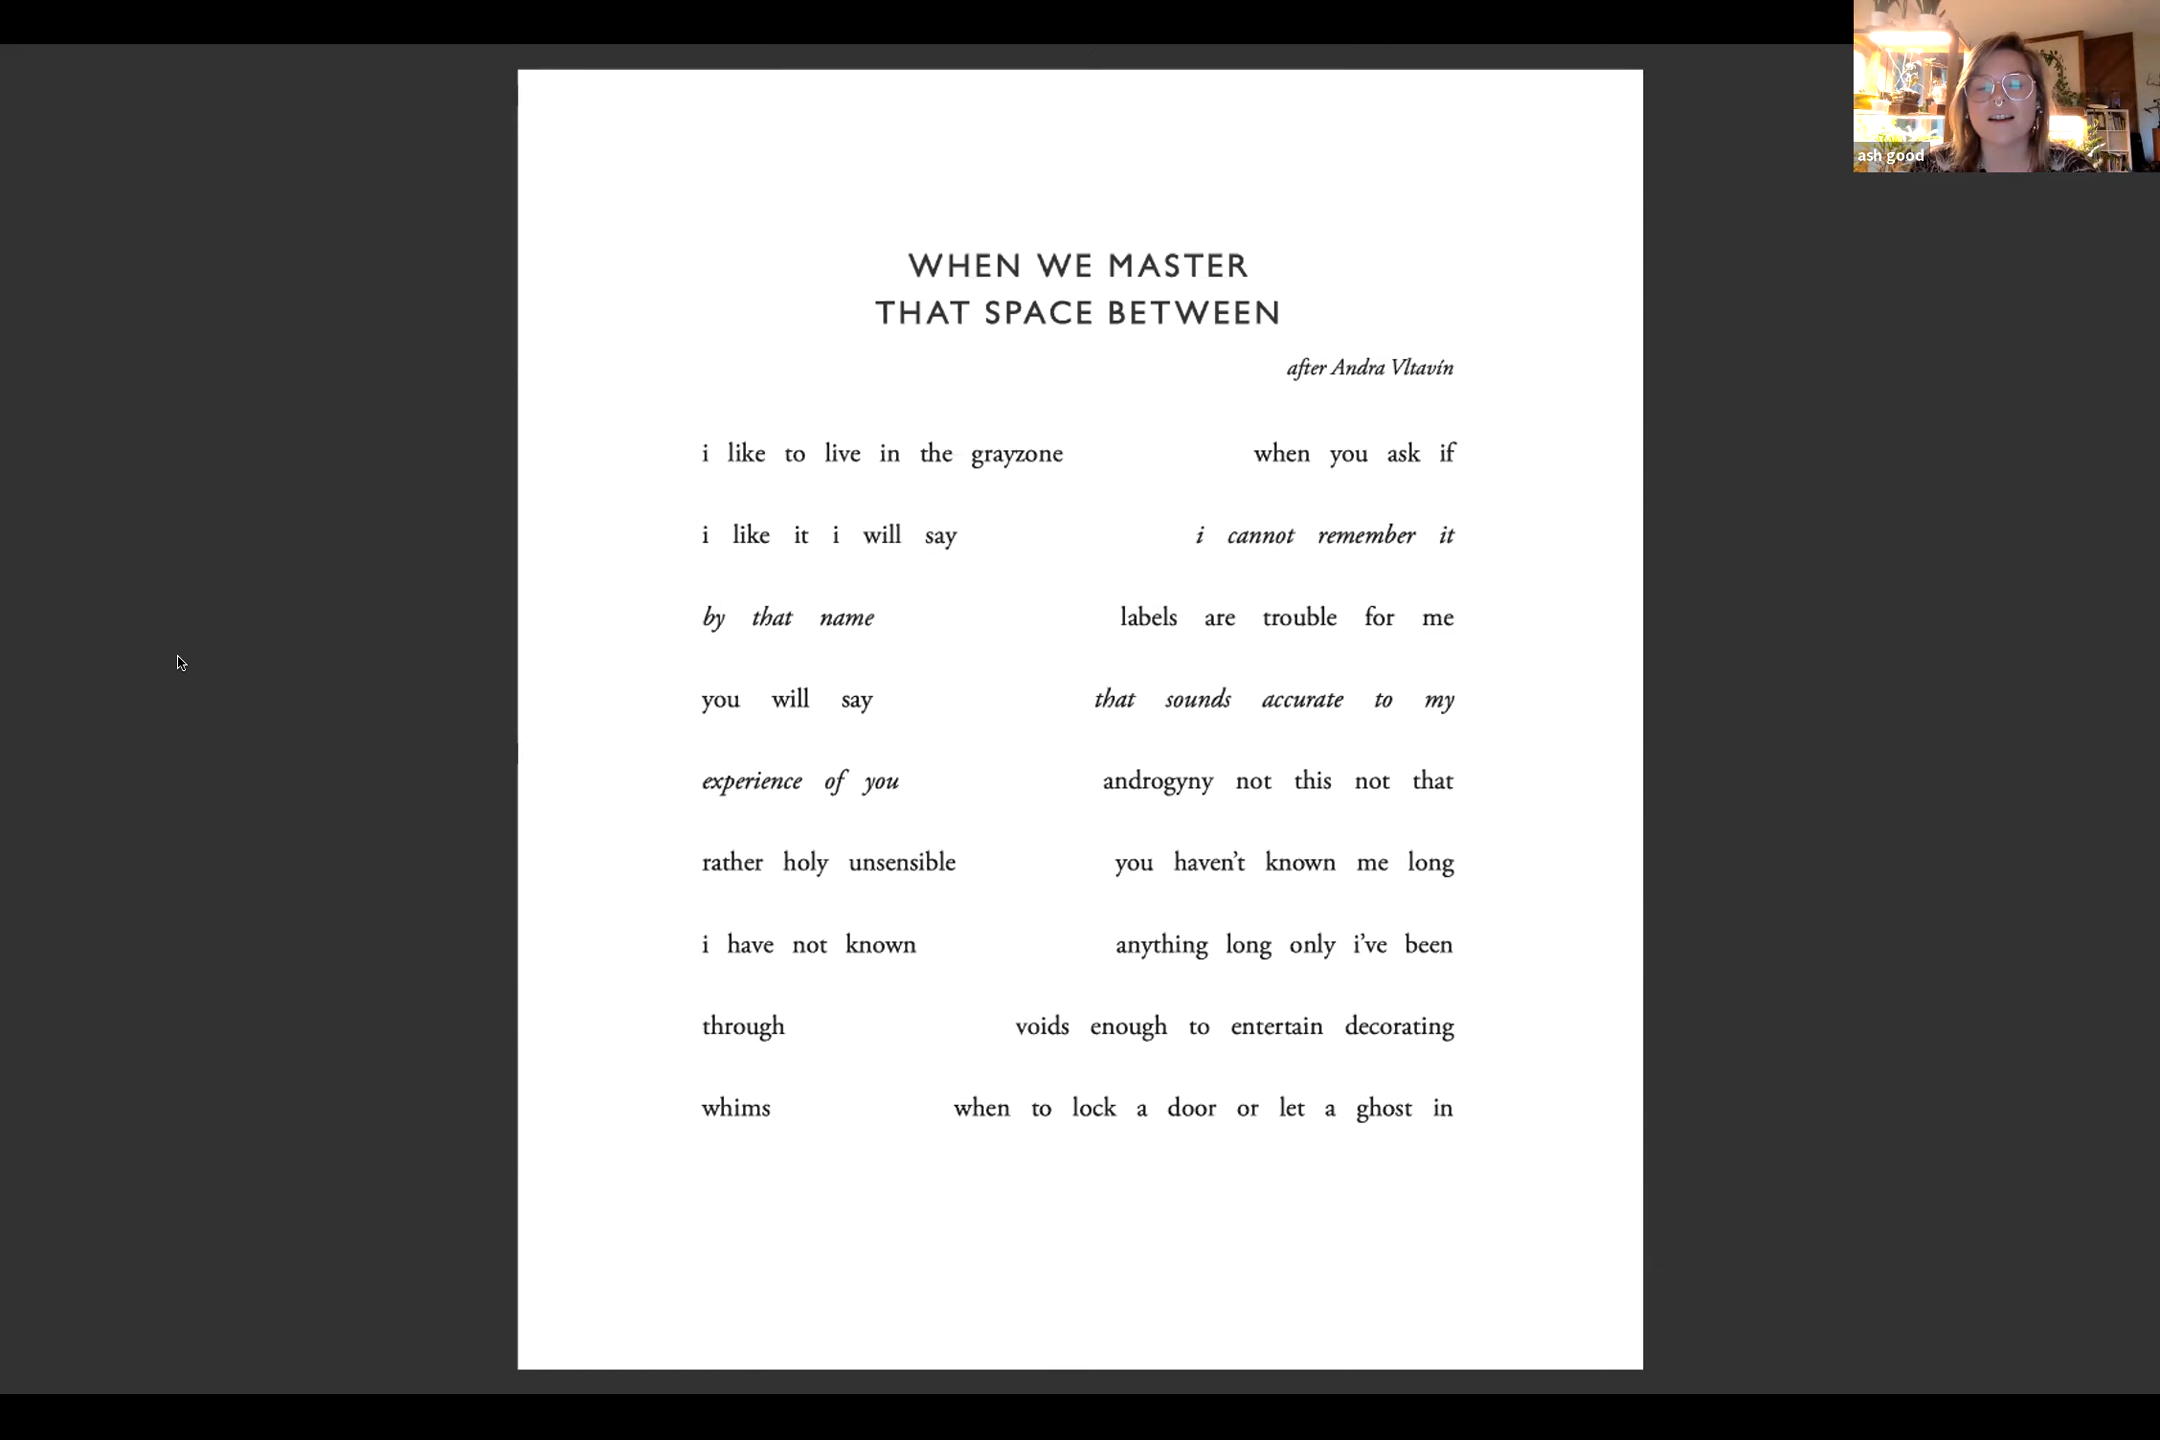 ash good
WHEN WE MASTER
THAT SPACE BETWEEN
after Andra Vltavín
i like to live in the grayzone when you ask if
i like it i will say i cannot remember it
by that name labels are trouble for me
you will say that sounds accurate to my
experience of you androgyny not this not that
rather holy unsensible you haven’t known me long
i have not known anything long only i’ve been
through voids enough to entertain decorating
whims when to lock a door or let a ghost in